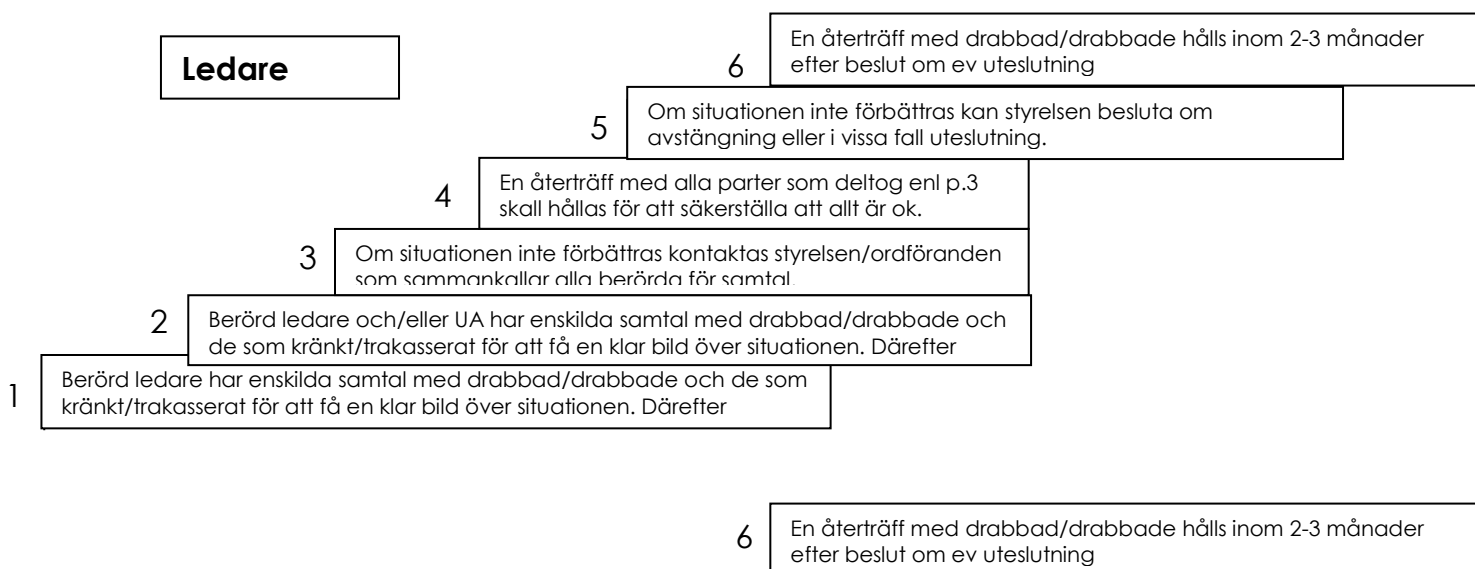 Ledare
6
En återträff med drabbad/drabbade hålls inom 2-3 månader
efter beslut om ev uteslutning
5
Om situationen inte förbättras kan styrelsen besluta om
avstängning eller i vissa fall uteslutning.
4
En återträff med alla parter som deltog enl p.3
skall hållas för att säkerställa att allt är ok.
3
Om situationen inte förbättras kontaktas styrelsen/ordföranden
som sammankallar alla berörda för samtal.
2
Berörd ledare och/eller UA har enskilda samtal med drabbad/drabbade och
de som kränkt/trakasserat för att få en klar bild över situationen. Därefter
1
Berörd ledare har enskilda samtal med drabbad/drabbade och de som
kränkt/trakasserat för att få en klar bild över situationen. Därefter
6
En återträff med drabbad/drabbade hålls inom 2-3 månader
efter beslut om ev uteslutning